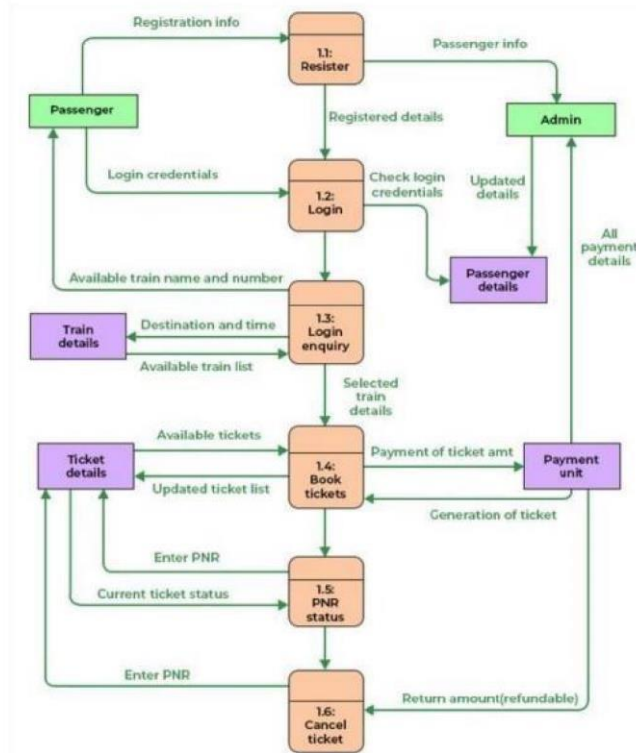 Registration info
1.1:
Resister
Passenger info
Passenger
Admin
Registered details
Login credentials
1.2:
Login
Check login
credentials
Updated
details
All
payment
details
Available train name and number
Passenger
details
1.3:
Login
enquiry
Train
details
Destination and time
Available train list
Selected
train
details
Available tickets
Ticket
details
Updated ticket list
1.4:
Book
tickets
Payment of ticket amt
Payment
unit
Generation of ticket
Enter PNR
1.5:
PNR
status
Current ticket status
Enter PNR
1.6:
Cancel
ticket
Return amount(refundable)